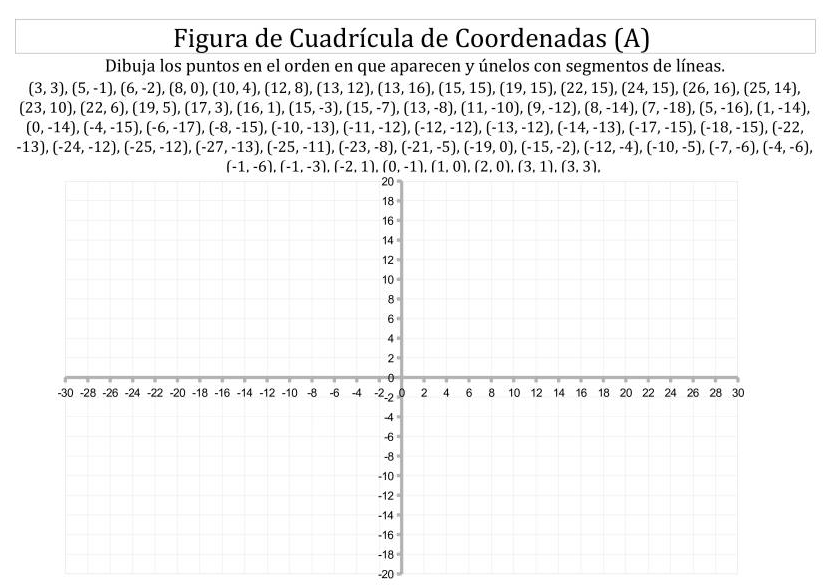 Figura de Cuadrícula de Coordenadas (A)
Dibuja los puntos en el orden en que aparecen y únelos con segmentos de líneas.
(3, 3), (5, -1), (6, -2), (8, 0), (10, 4), (12, 8), (13, 12), (13, 16), (15, 15), (19, 15), (22, 15), (24, 15), (26, 16), (25, 14),
(23, 10), (22, 6), (19, 5), (17, 3), (16, 1), (15, -3), (15, -7), (13, -8), (11, -10), (9, -12), (8, -14), (7, -18), (5, -16), (1, -14),
(0, -14), (-4, -15), (-6, -17), (-8, -15), (-10, -13), (-11, -12), (-12, -12), (-13, -12), (-14, -13), (-17, -15), (-18, -15), (-22,
-13), (-24, -12), (-25, -12), (-27, -13), (-25, -11), (-23, -8), (-21, -5), (-19, 0), (-15, -2), (-12, -4), (-10, -5), (-7, -6), (-4, -6),
(-1, -6), (-1, -3), (-2, 1), (0, -1), (1, 0), (2, 0), (3, 1), (3, 3),
20
18
16
14
12
10
8
6
4
2
0
-30 -28 -26 -24 -22 -20 -18 -16 -14 -12 -10 -8 -6 -4 -2 0 2 4 6 8 10 12 14 16 18 20 22 24 26 28 30
-2
-4
-6
-8
-10
-12
-14
-16
-18
-20